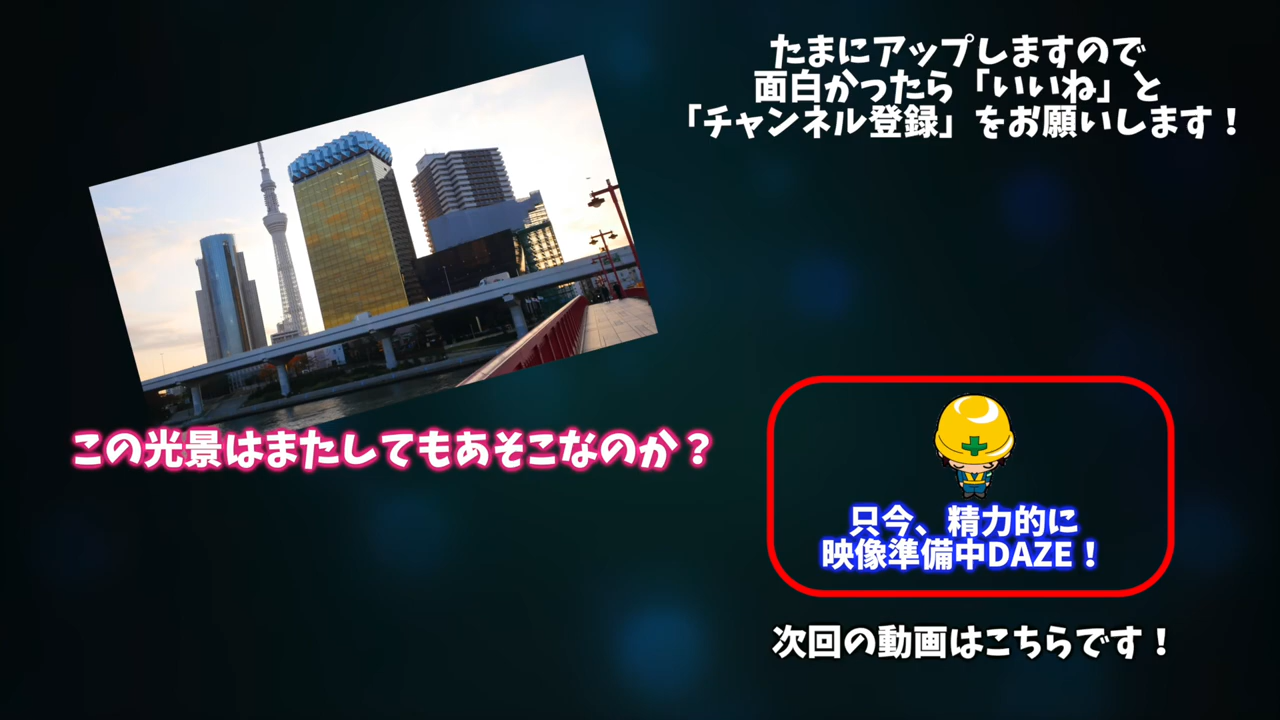 たまにアップしますので
面白かったら「いいね」と
「チャンネル登録」をお願いします！
この光景はまたしてもあそこなのか？
只今、精力的に
映像準備中DAZE！
次回の動画はこちらです！